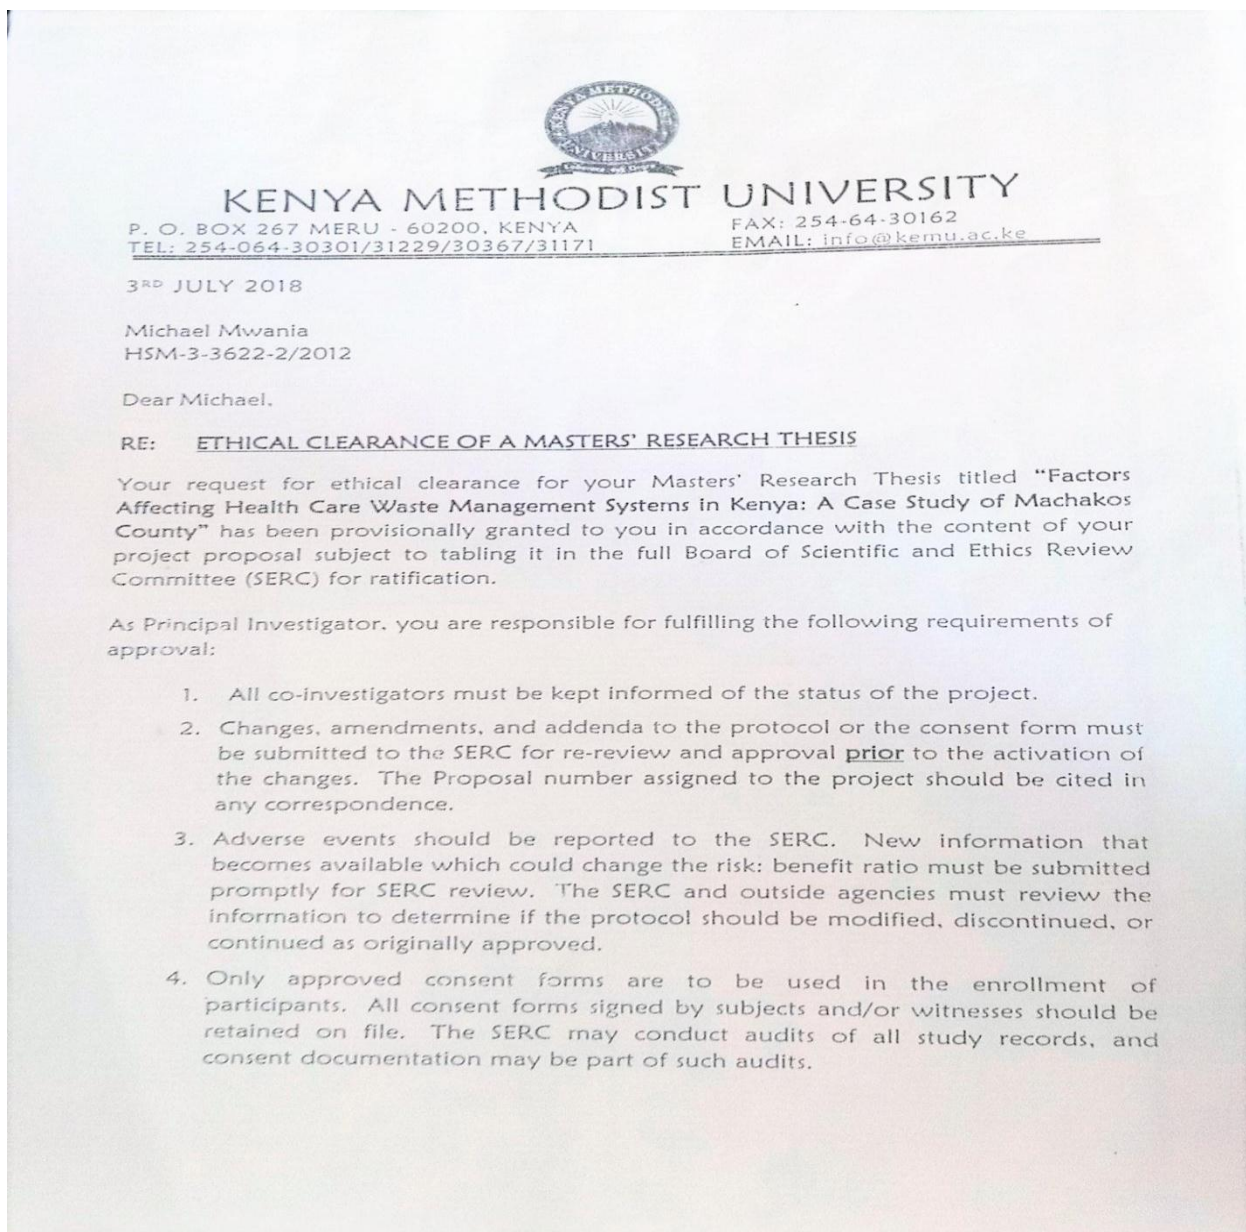 KENYA METHODIST
UNIVERSITY
KENYA METHODIST UNIVERSITY
P. O. BOX 267 MERU - 60200, KENYA
FAX: 254-64-30162
TEL: 254-064-30301/31229/30367/31171
EMAIL: info@kemu.ac.ke
3RD JULY 2018
Michael Mwania
HSM-3-3622-2/2012
Dear Michael,
RE: ETHICAL CLEARANCE OF A MASTERS' RESEARCH THESIS
Your request for ethical clearance for your Masters' Research Thesis titled "Factors
Affecting Health Care Waste Management Systems in Kenya: A Case Study of Machakos
County" has been provisionally granted to you in accordance with the content of your
project proposal subject to tabling it in the full Board of Scientific and Ethics Review
Committee (SERC) for ratification.
As Principal Investigator, you are responsible for fulfilling the following requirements of
approval:
1. All co-investigators must be kept informed of the status of the project.
2. Changes, amendments, and addenda to the protocol or the consent form must
be submitted to the SERC for re-review and approval prior to the activation of
the changes. The Proposal number assigned to the project should be cited in
any correspondence.
3. Adverse events should be reported to the SERC. New information that
becomes available which could change the risk: benefit ratio must be submitted
promptly for SERC review. The SERC and outside agencies must review the
information to determine if the protocol should be modified, discontinued, or
continued as originally approved.
4. Only approved consent forms are to be used in the enrollment of
participants. All consent forms signed by subjects and/or witnesses should be
retained on file. The SERC may conduct audits of all study records, and
consent documentation may be part of such audits.